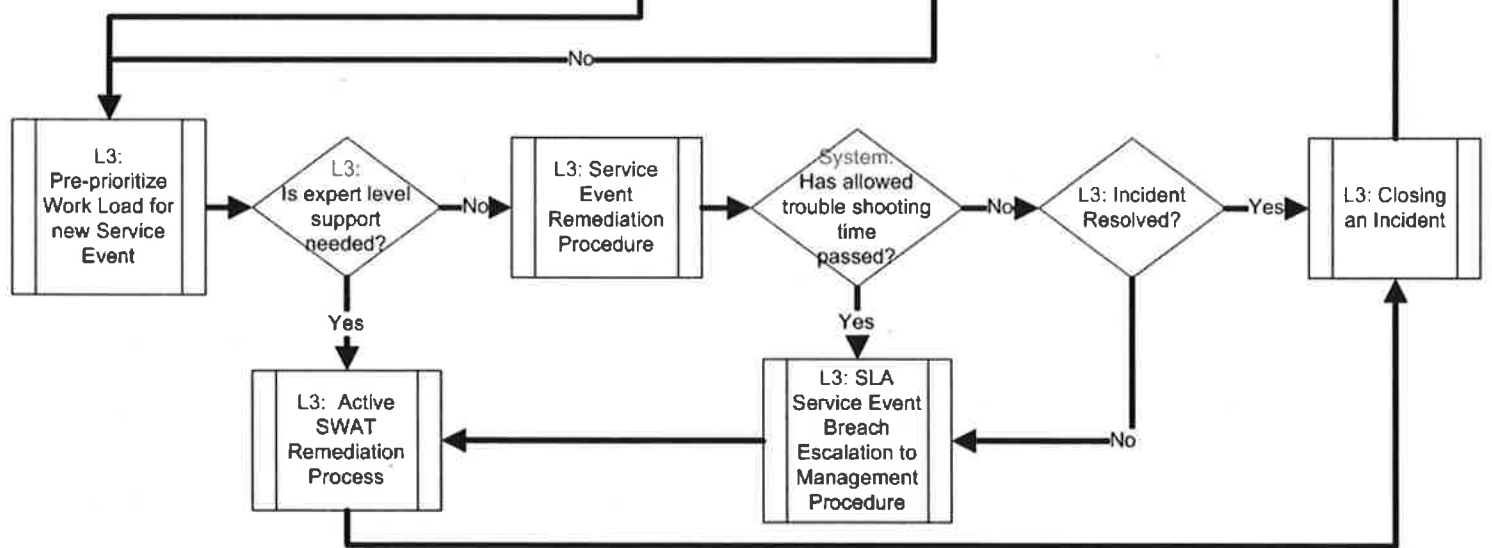 No
L3:
Pre-prioritize
Work Load for
new Service
Event
L3:
Is expert level
support
needed?
No
L3: Service
Event
Remediation
Procedure
System:
Has allowed
trouble shooting
time
passed?
No
L3: Incident
Resolved?
Yes
L3: Closing
an Incident
Yes
Yes
L3: Active
SWAT
Remediation
Process
L3: SLA
Service Event
Breach
Escalation to
Management
Procedure
No